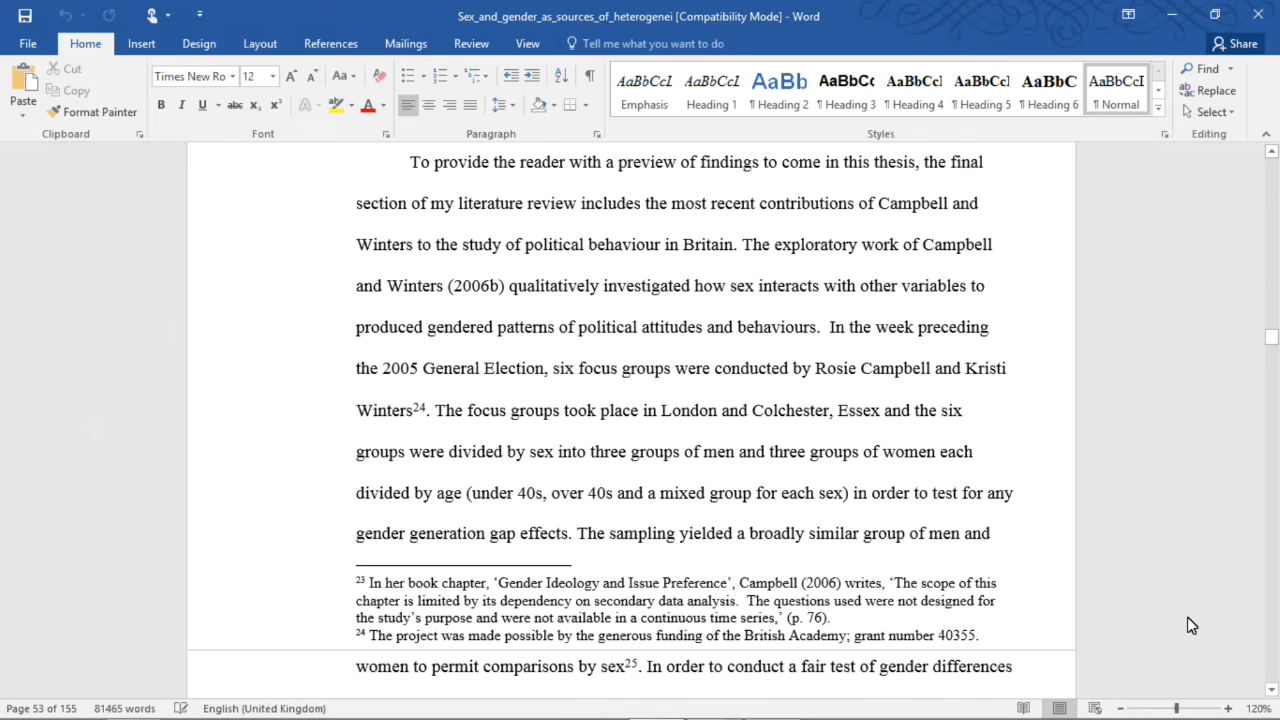 Sex_and_gender_as_sources_of_heterogenei [Compatibility Mode] - Word
File Home Insert Design Layout References Mailings Review View Tell me what you want to do Share
Paste
Cut
Copy
Format Painter
Clipboard
Times New Ro 12 Aa
B I U abc x₂ x² A A
Font
Paragraph
AaBbCcI AaBbCcI AaBb AaBbCc AaBbCcI AaBbCcI AaBbC AaBbCcI
Emphasis Heading 1 ¶ Heading 2 ¶ Heading 3 ¶ Heading 4 ¶ Heading 5 ¶ Heading 6 ¶ Normal
Styles
Find
Replace
Select
Editing
To provide the reader with a preview of findings to come in this thesis, the final
section of my literature review includes the most recent contributions of Campbell and
Winters to the study of political behaviour in Britain. The exploratory work of Campbell
and Winters (2006b) qualitatively investigated how sex interacts with other variables to
produced gendered patterns of political attitudes and behaviours.  In the week preceding
the 2005 General Election, six focus groups were conducted by Rosie Campbell and Kristi
Winters²⁴. The focus groups took place in London and Colchester, Essex and the six
groups were divided by sex into three groups of men and three groups of women each
divided by age (under 40s, over 40s and a mixed group for each sex) in order to test for any
gender generation gap effects. The sampling yielded a broadly similar group of men and
²³ In her book chapter, ‘Gender Ideology and Issue Preference’, Campbell (2006) writes, ‘The scope of this
chapter is limited by its dependency on secondary data analysis.  The questions used were not designed for
the study’s purpose and were not available in a continuous time series,’ (p. 76).
²⁴ The project was made possible by the generous funding of the British Academy; grant number 40355.
women to permit comparisons by sex²⁵. In order to conduct a fair test of gender differences
Page 53 of 155 81465 words English (United Kingdom) 120%